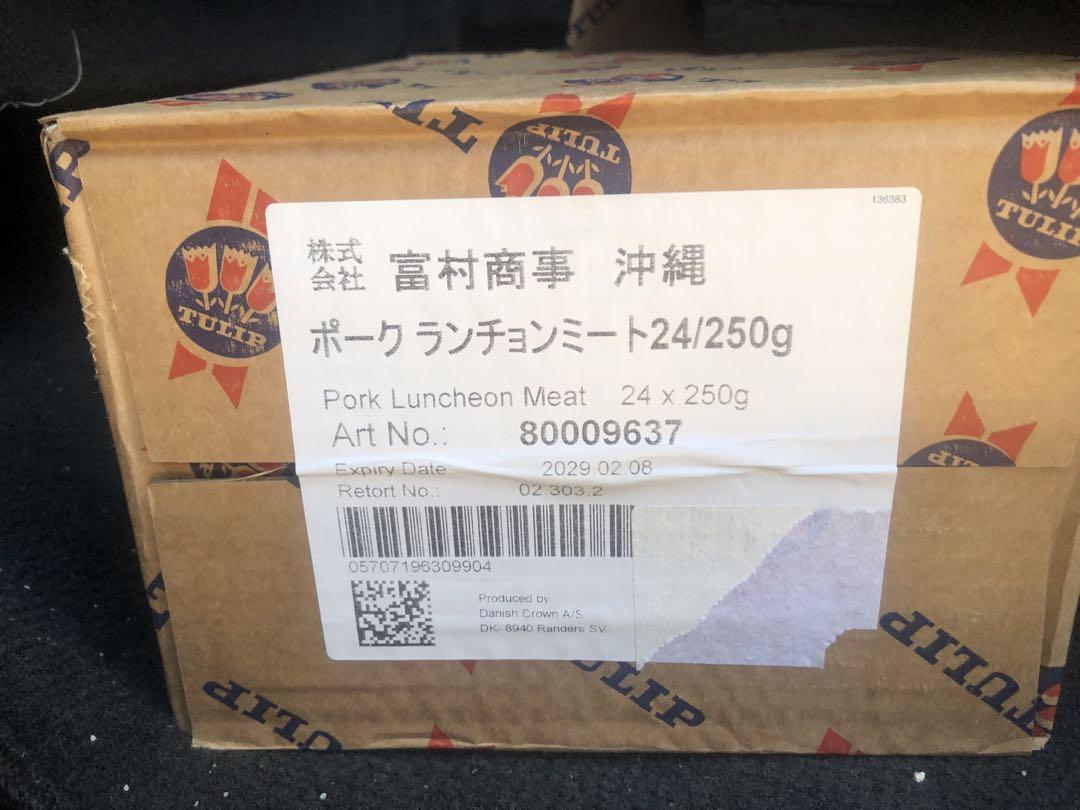 TULIP
TULIP
TULIP
136383
株式会社 富村商事 沖縄
ポーク ランチョンミート24/250g
Pork Luncheon Meat 24 x 250g
Art No.: 80009637
Expiry Date: 2029.02.08
Retort No.: 02.303.2
05707196309904
Produced by
Danish Crown A/S
DK- 8940 Randers SV
TULIP
TULIP
TULIP
TULIP